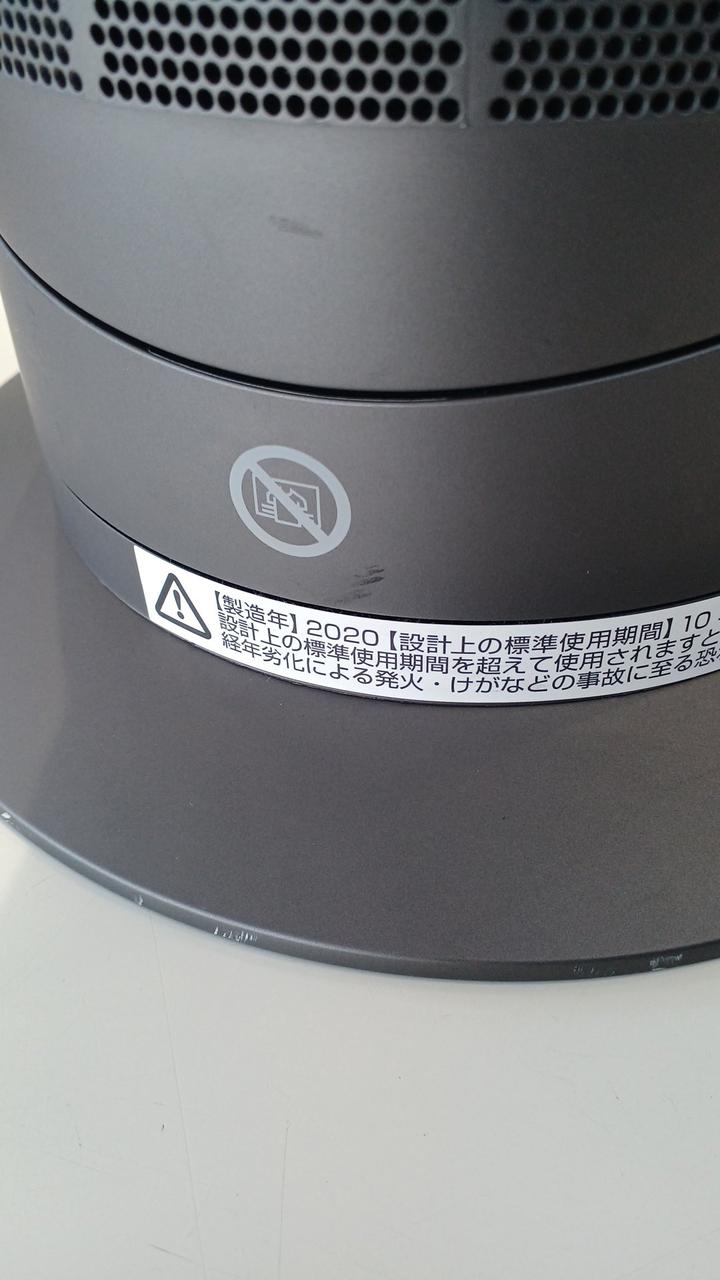 【製造年】2020【設計上の標準使用期間】10
設計上の標準使用期間を超えて使用されますと
経年劣化による発火・けがなどの事故に至る恐